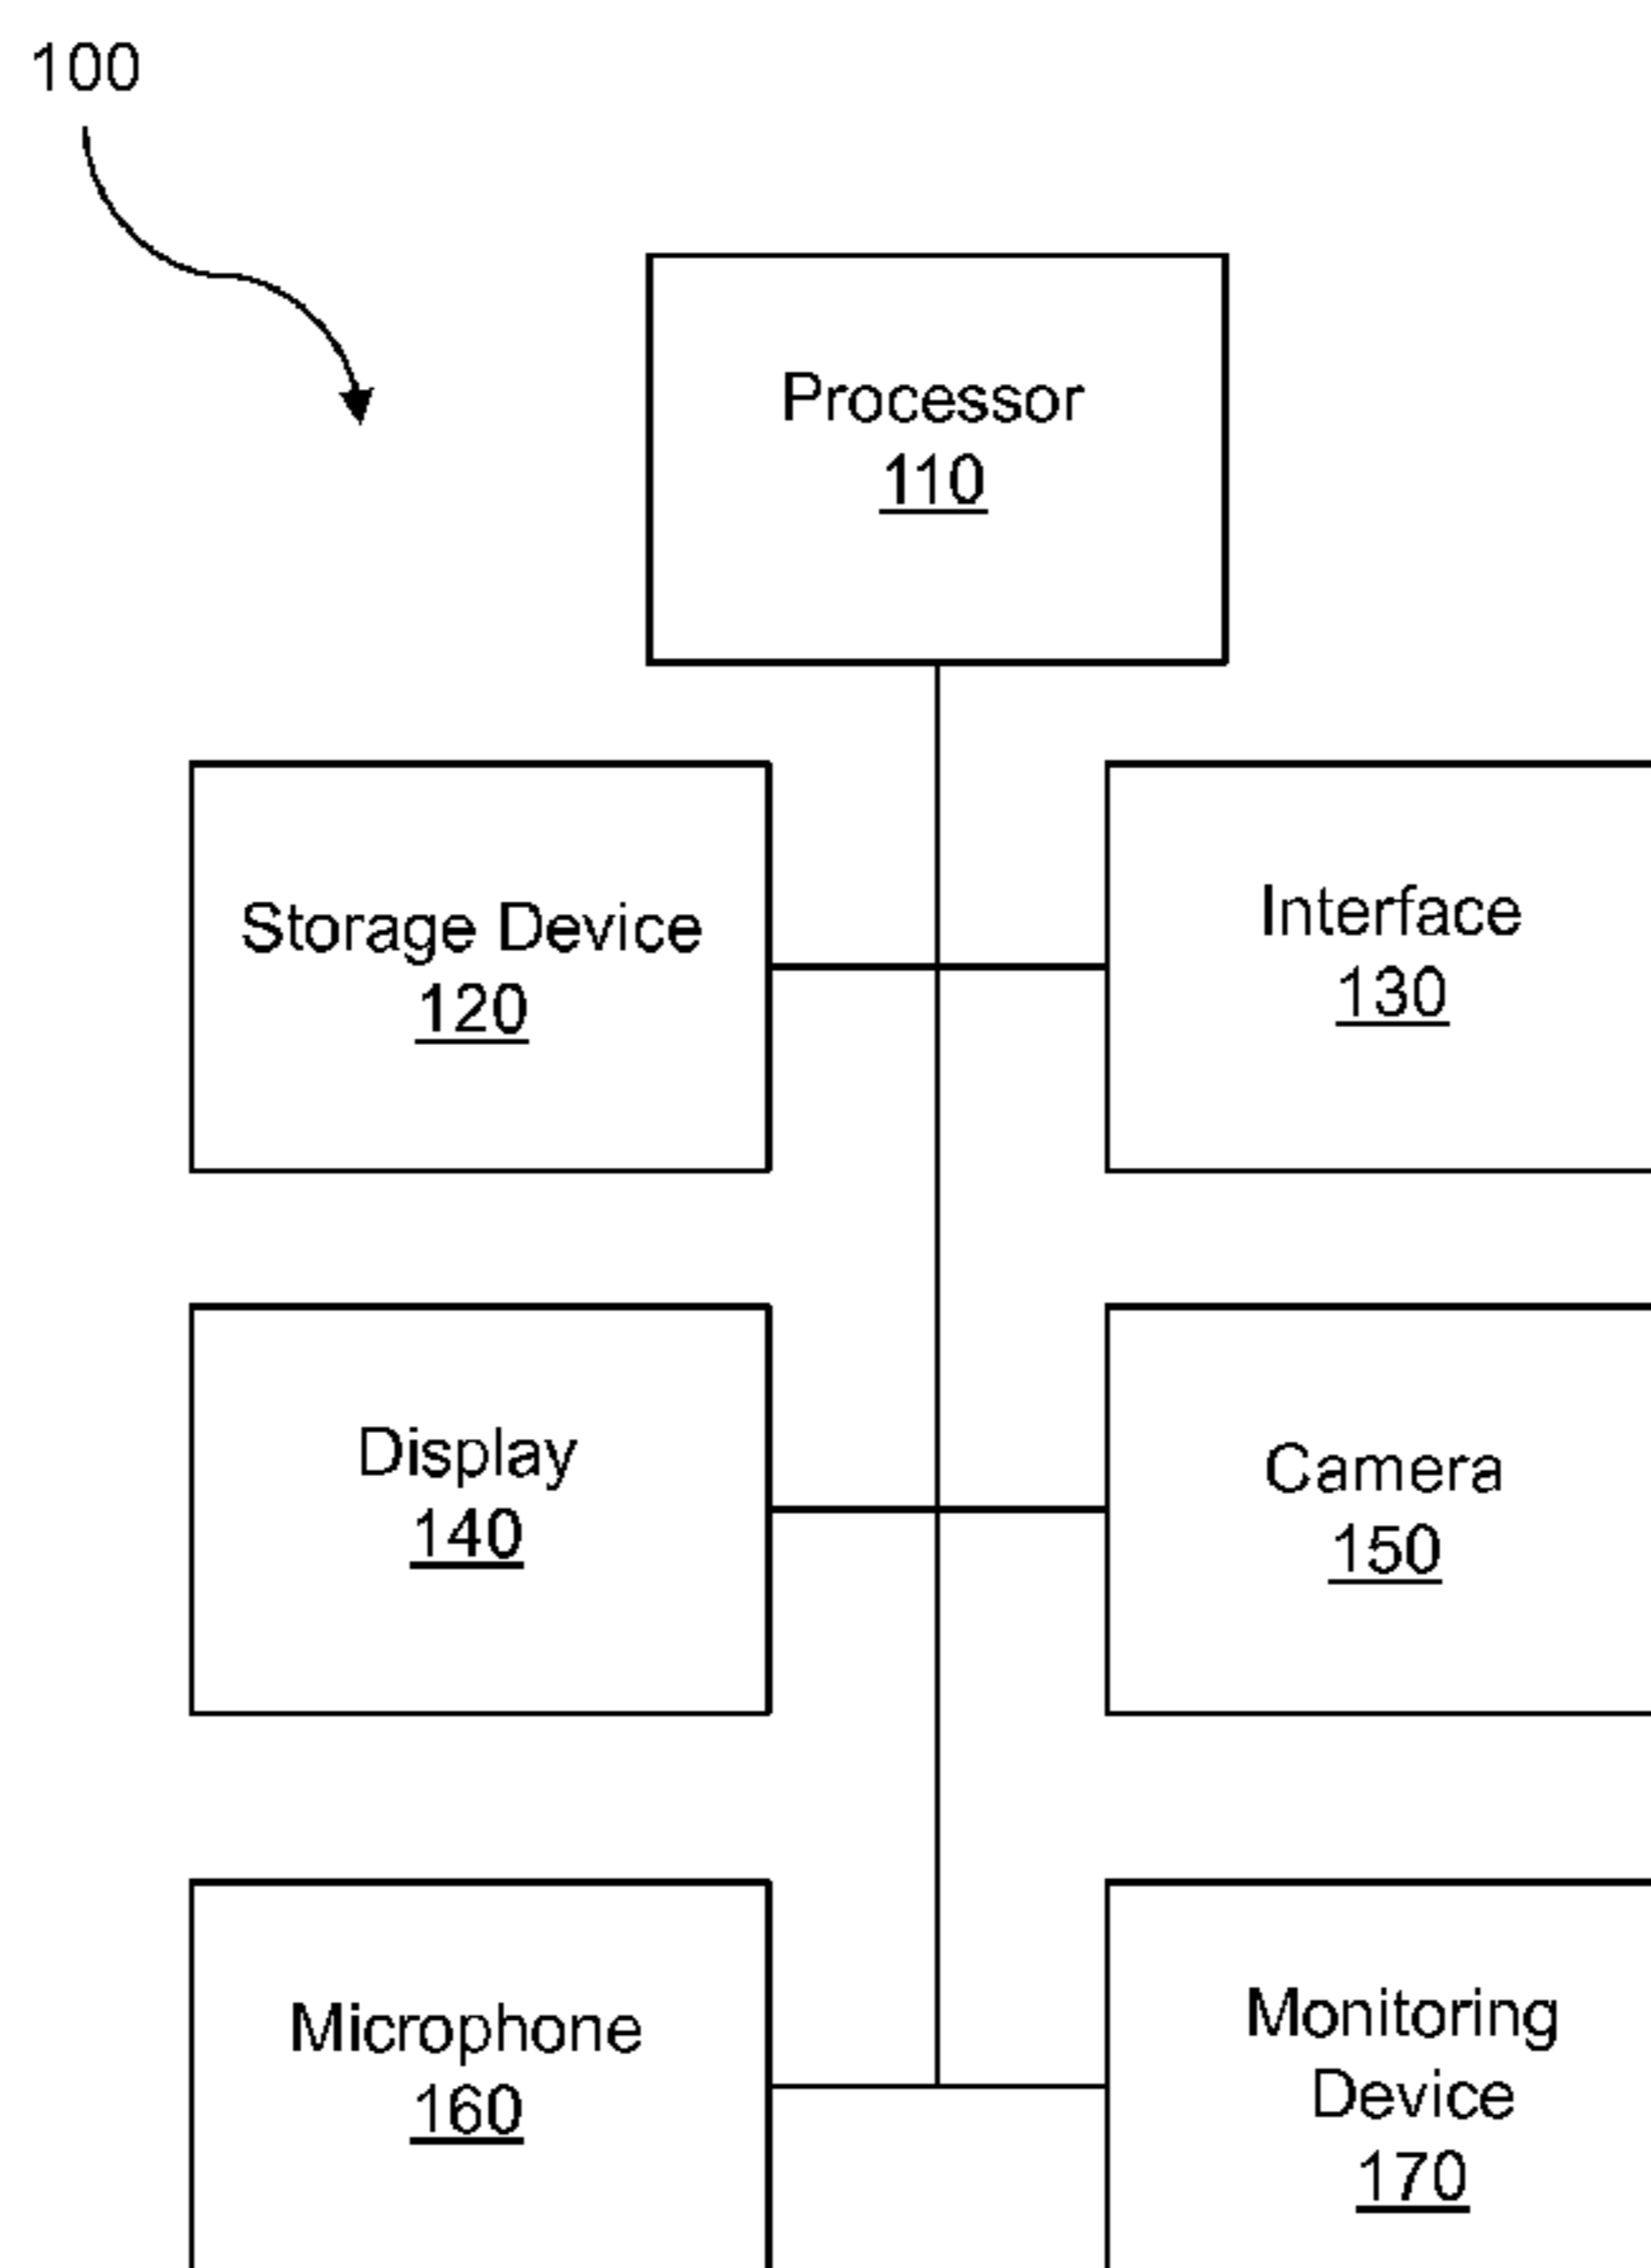 100
Processor
110
Storage Device
120
Interface
130
Display
140
Camera
150
Microphone
160
Monitoring
Device
170